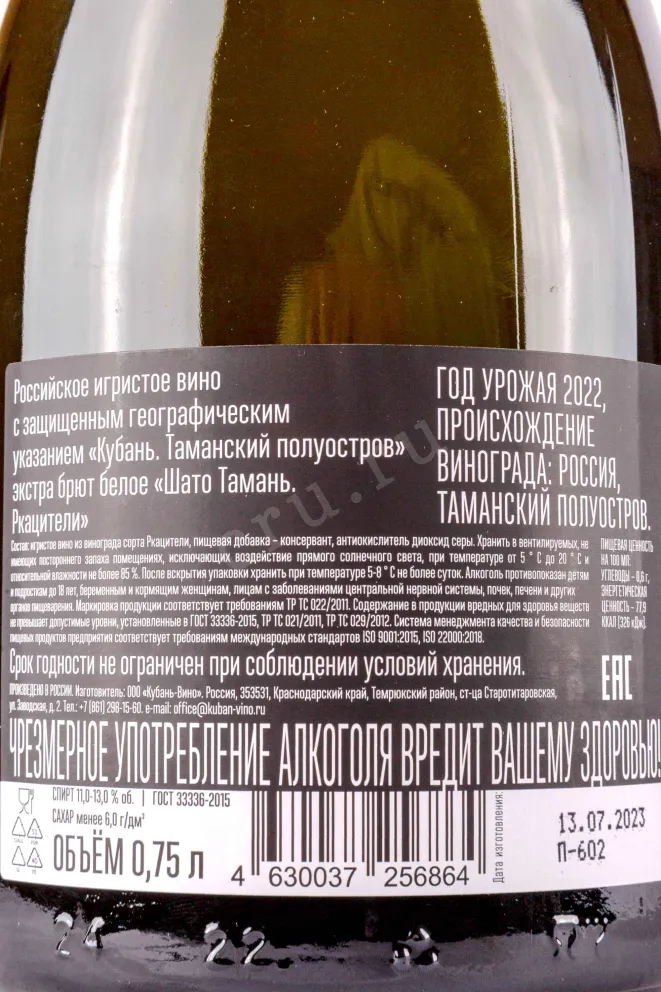 Российское игристое вино
с защищенным географическим
указанием «Кубань. Таманский полуостров»
экстра брют белое «Шато Тамань.
Ркацители»
ГОД УРОЖАЯ 2022,
ПРОИСХОЖДЕНИЕ
ВИНОГРАДА: РОССИЯ,
ТАМАНСКИЙ ПОЛУОСТРОВ.
Состав: игристое вино из винограда сорта Ркацители, пищевая добавка – консервант, антиокислитель диоксид серы. Хранить в вентилируемых, не
имеющих постороннего запаха помещениях, исключающих воздействие прямого солнечного света, при температуре от 5 °С до 20 °С и
относительной влажности не более 85 %. После вскрытия упаковки хранить при температуре 5-8 °С не более суток. Алкоголь противопоказан детям
и подросткам до 18 лет, беременным и кормящим женщинам, лицам с заболеваниями центральной нервной системы, почек, печени и других
органов пищеварения. Маркировка продукции соответствует требованиям ТР ТС 022/2011. Содержание в продукции вредных для здоровья веществ
не превышает допустимые уровни, установленные в ГОСТ 33336-2015, ТР ТС 021/2011, ТР ТС 029/2012. Система менеджмента качества и безопасности
пищевых продуктов предприятия соответствует требованиям международных стандартов ISO 9001:2015, ISO 22000:2018.
ПИЩЕВАЯ ЦЕННОСТЬ
НА 100 МЛ:
УГЛЕВОДЫ – 0,6 г,
ЭНЕРГЕТИЧЕСКАЯ
ЦЕННОСТЬ – 77,9
ККАЛ (326 кДж).
Срок годности не ограничен при соблюдении условий хранения.
EAC
ПРОИЗВЕДЕНО В РОССИИ. Изготовитель: ООО «Кубань-Вино». Россия, 353531, Краснодарский край, Темрюкский район, ст-ца Старотитаровская,
ул. Заводская, д. 2. Тел.: +7 (861) 298-15-60. e-mail: office@kuban-vino.ru
ЧРЕЗМЕРНОЕ УПОТРЕБЛЕНИЕ АЛКОГОЛЯ ВРЕДИТ ВАШЕМУ ЗДОРОВЬЮ!
СПИРТ 11,0-13,0 % об. | ГОСТ 33336-2015
САХАР менее 6,0 г/дм³
ОБЪЁМ 0,75 л
4 630037 256864
Дата изготовления:
13.07.2023
П-602
24 22